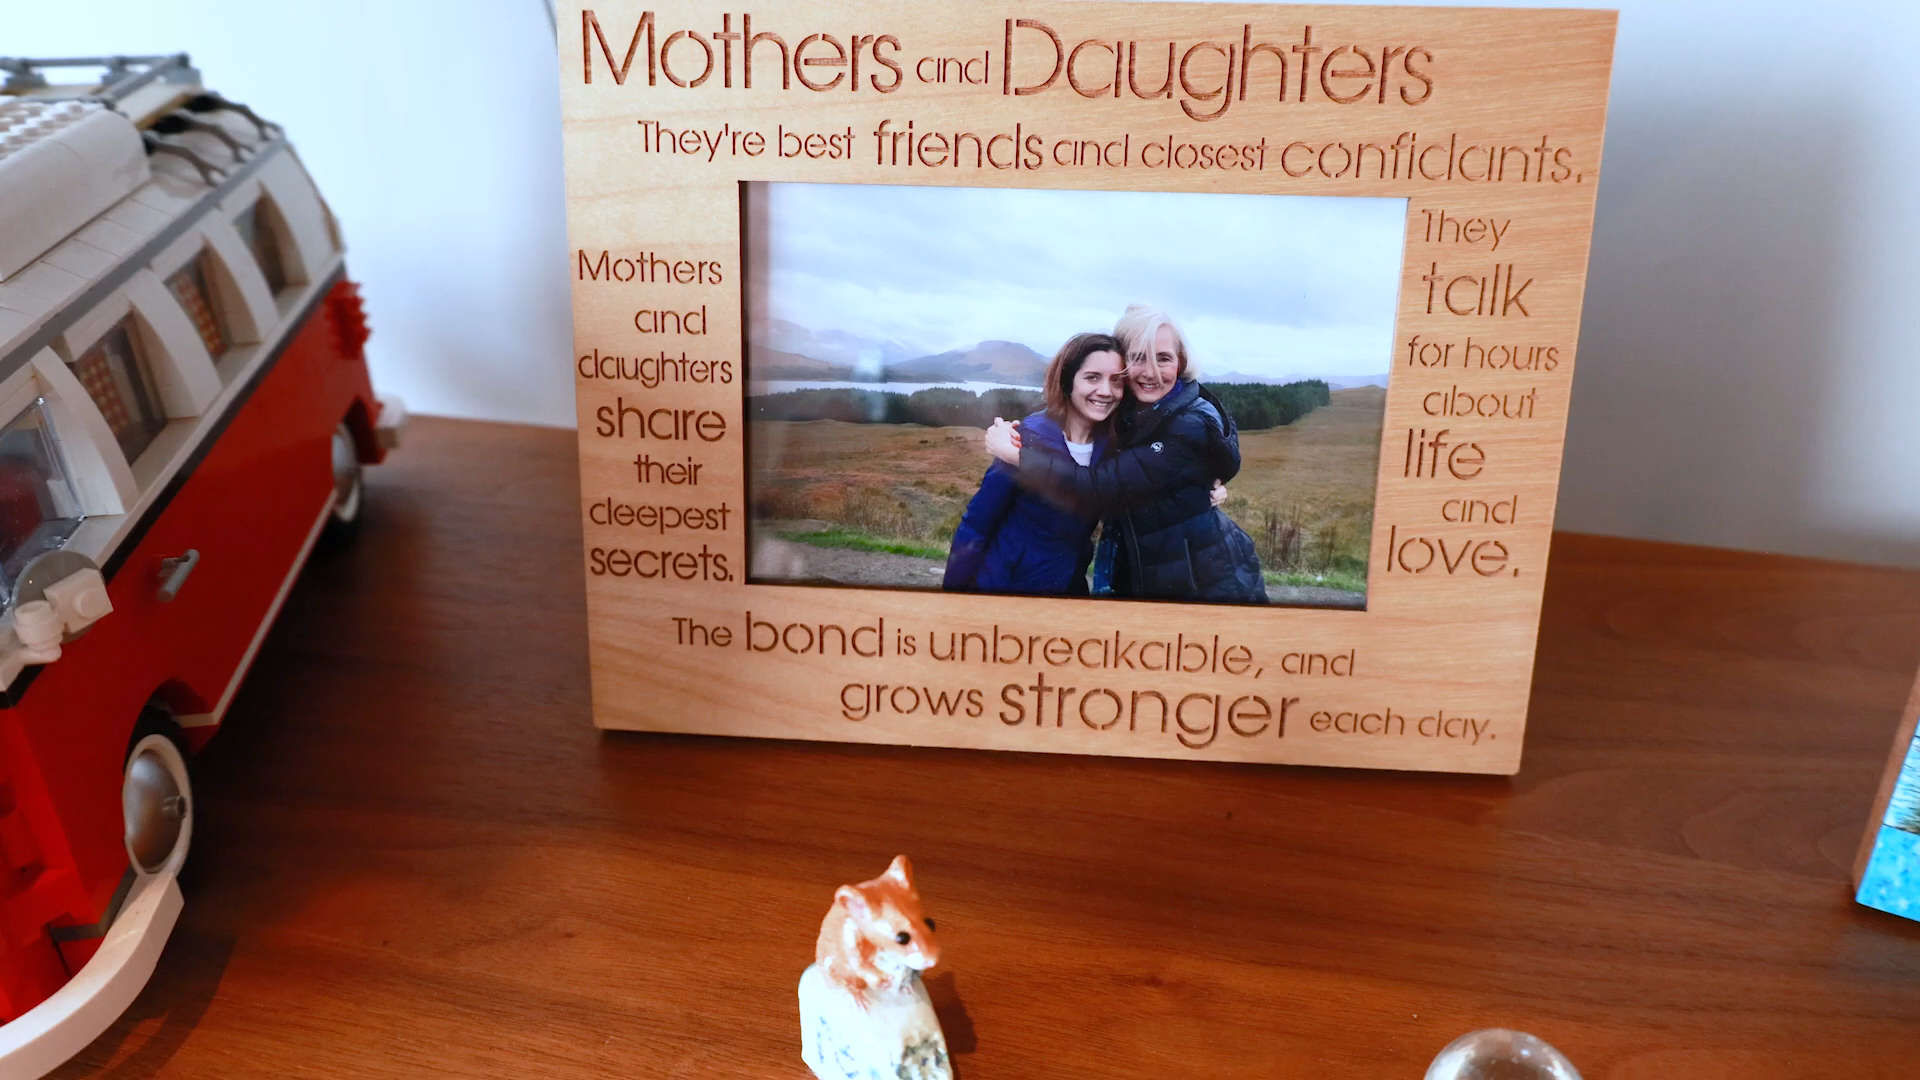 Mothers and Daughters
They're best friends and closest confidants.
Mothers
and
daughters
share
their
deepest
secrets.
They
talk
for hours
about
life
and
love.
The bond is unbreakable, and
grows stronger each day.